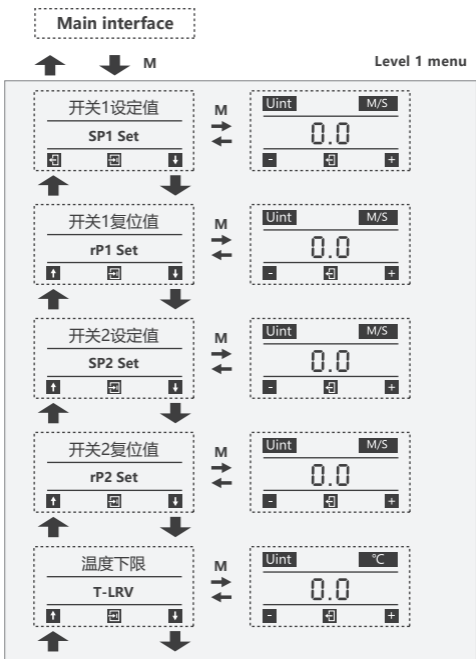 Main interface
M
Level 1 menu
开关1设定值
SP1 Set
M
Uint M/S
0.0
- +
开关1复位值
rP1 Set
M
Uint M/S
0.0
- +
开关2设定值
SP2 Set
M
Uint M/S
0.0
- +
开关2复位值
rP2 Set
M
Uint M/S
0.0
- +
温度下限
T-LRV
M
Uint ℃
0.0
- +